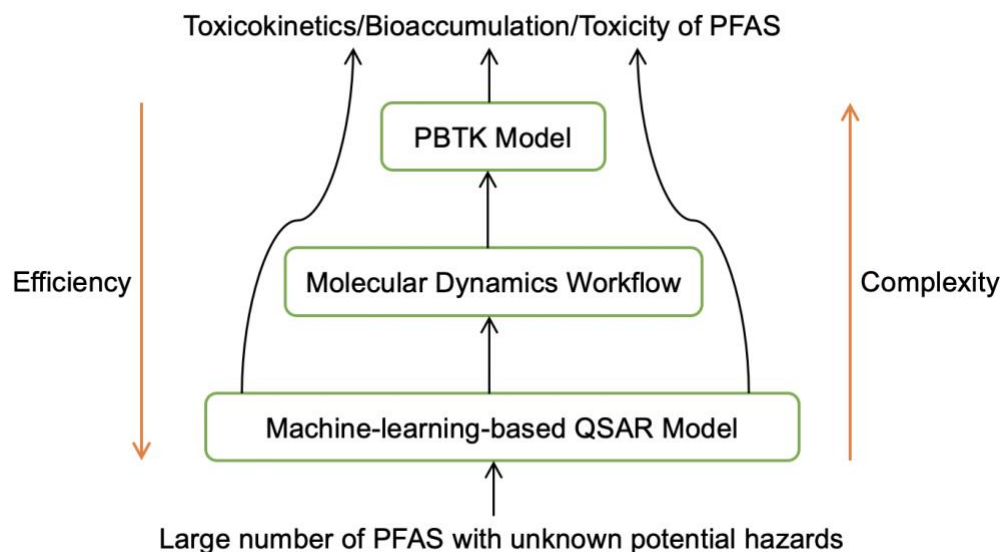 Toxicokinetics/Bioaccumulation/Toxicity of PFAS
PBTK Model
Molecular Dynamics Workflow
Efficiency
Complexity
Machine-learning-based QSAR Model
Large number of PFAS with unknown potential hazards